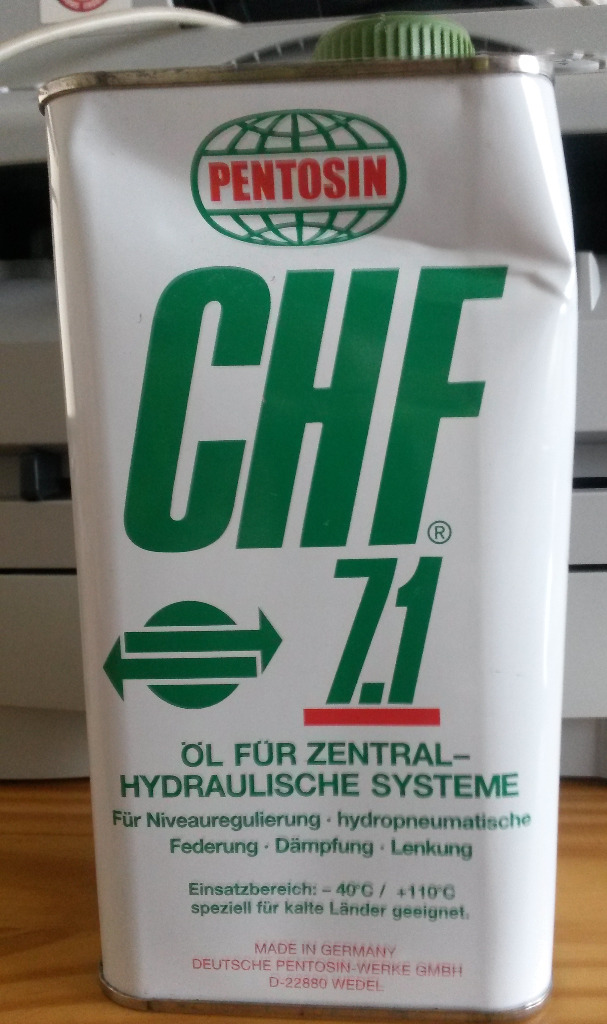 PENTOSIN
CHF®
7.1
ÖL FÜR ZENTRAL-
HYDRAULISCHE SYSTEME
Für Niveauregulierung · hydropneumatische
Federung · Dämpfung · Lenkung
Einsatzbereich: - 40°C / +110°C
speziell für kalte Länder geeignet.
MADE IN GERMANY
DEUTSCHE PENTOSIN-WERKE GMBH
D-22880 WEDEL